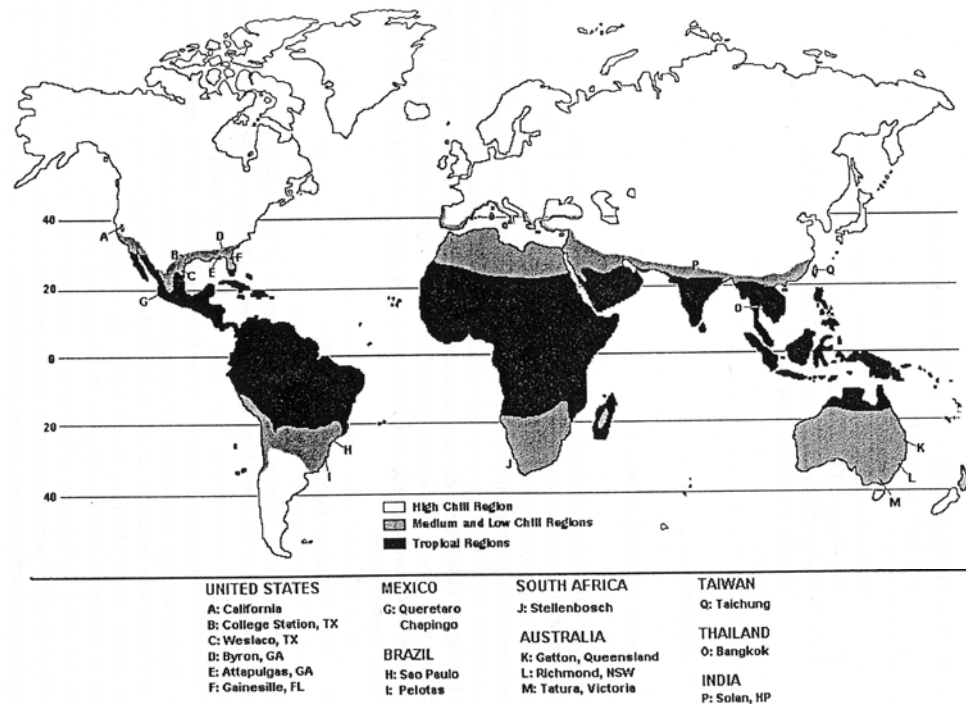 40
20
0
20
40
A
B
C
D
E
F
G
H
I
J
K
L
M
O
P
Q
High Chill Region
Medium and Low Chill Regions
Tropical Regions
UNITED STATES
A: California
B: College Station, TX
C: Weslaco, TX
D: Byron, GA
E: Attapulgas, GA
F: Gainesille, FL
MEXICO
G: Queretaro
Chapingo
BRAZIL
H: Sao Paulo
I: Pelotas
SOUTH AFRICA
J: Stellenbosch
AUSTRALIA
K: Gatton, Queensland
L: Richmond, NSW
M: Tatura, Victoria
TAIWAN
Q: Taichung
THAILAND
O: Bangkok
INDIA
P: Solan, HP